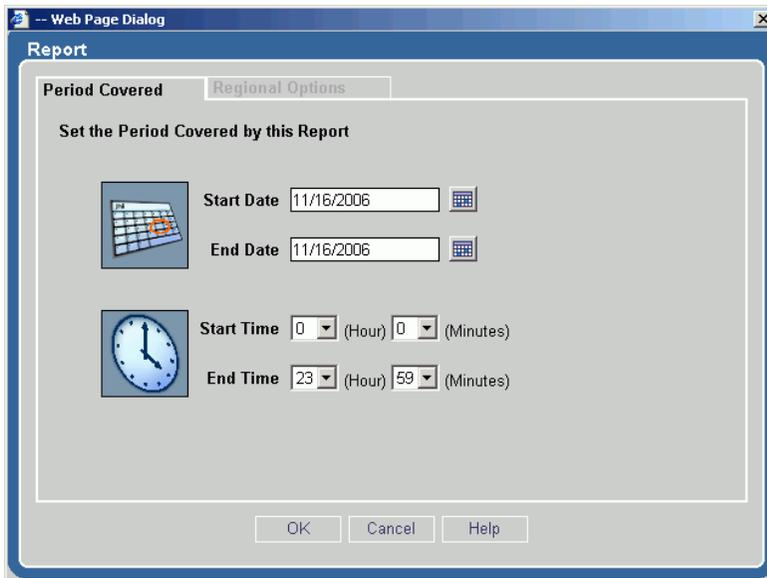 -- Web Page Dialog
Report
Period Covered
Regional Options
Set the Period Covered by this Report
Start Date 11/16/2006
End Date 11/16/2006
Start Time 0 (Hour) 0 (Minutes)
End Time 23 (Hour) 59 (Minutes)
OK Cancel Help